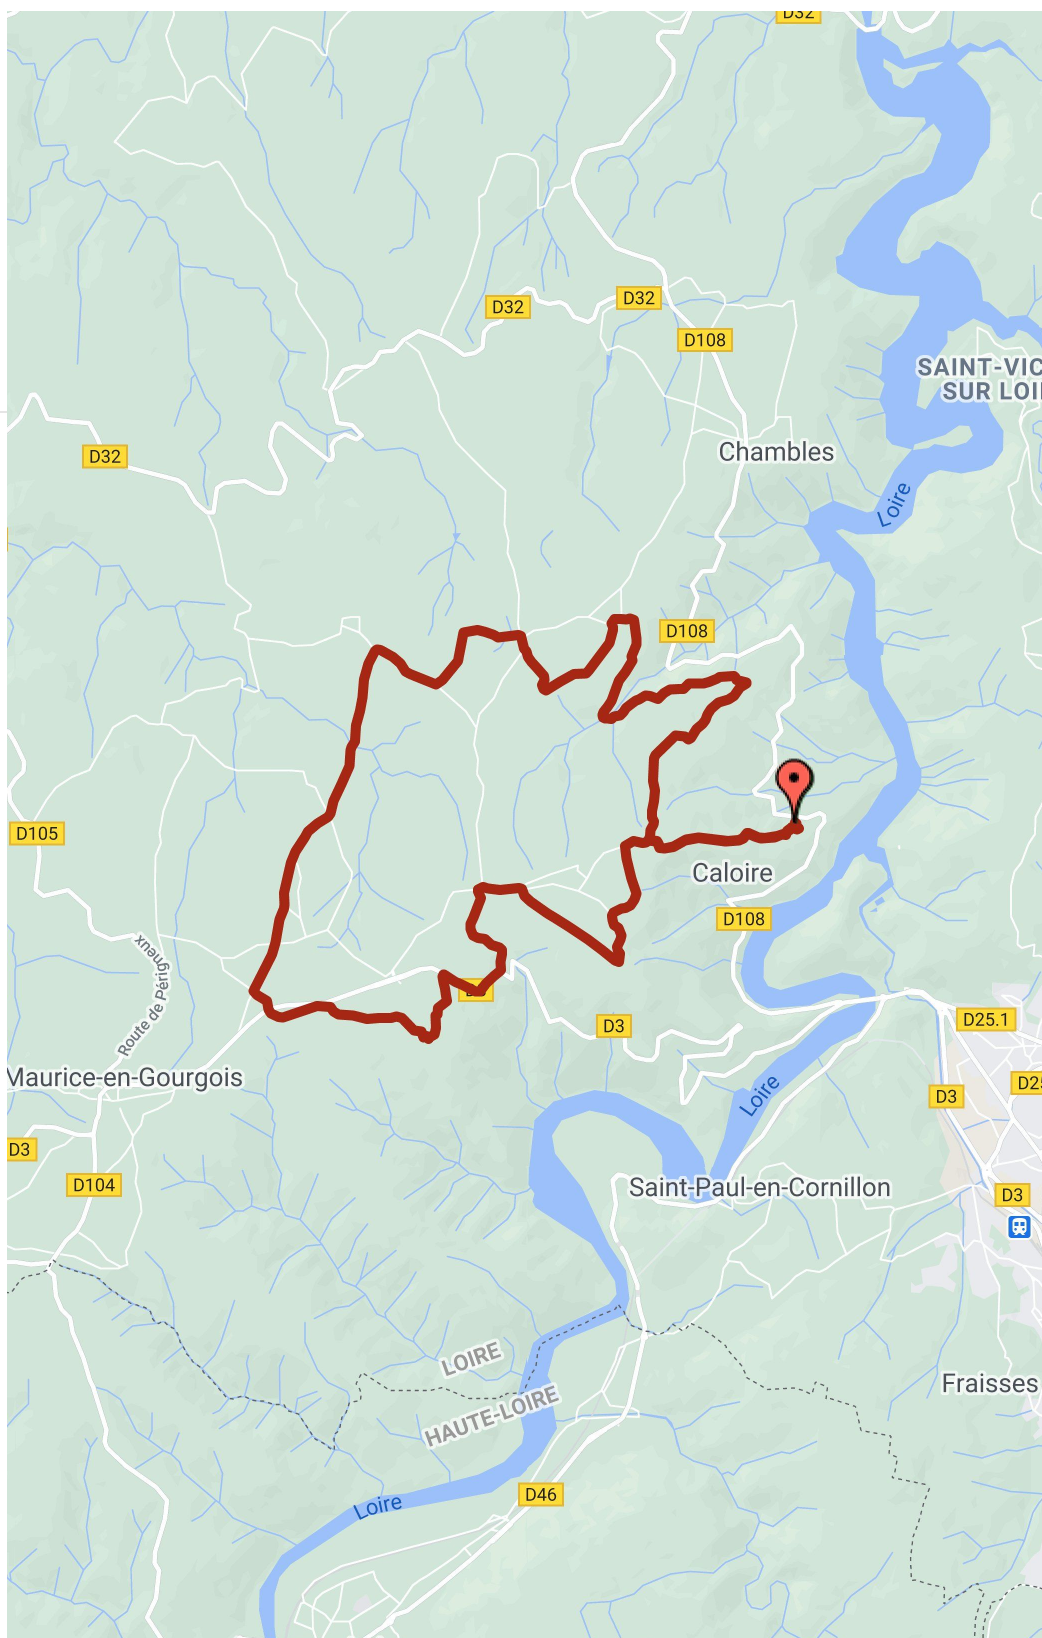 D32
D32
D32
D108
SAINT-VIC
SUR LOI
Chambles
D32
Loire
D108
D105
Caloire
D108
Route de Périgneux
D3
D25.1
Maurice-en-Gourgois
D3
Loire
D3
D104
Saint-Paul-en-Cornillon
D3
LOIRE
Fraisses
HAUTE-LOIRE
D46
Loire